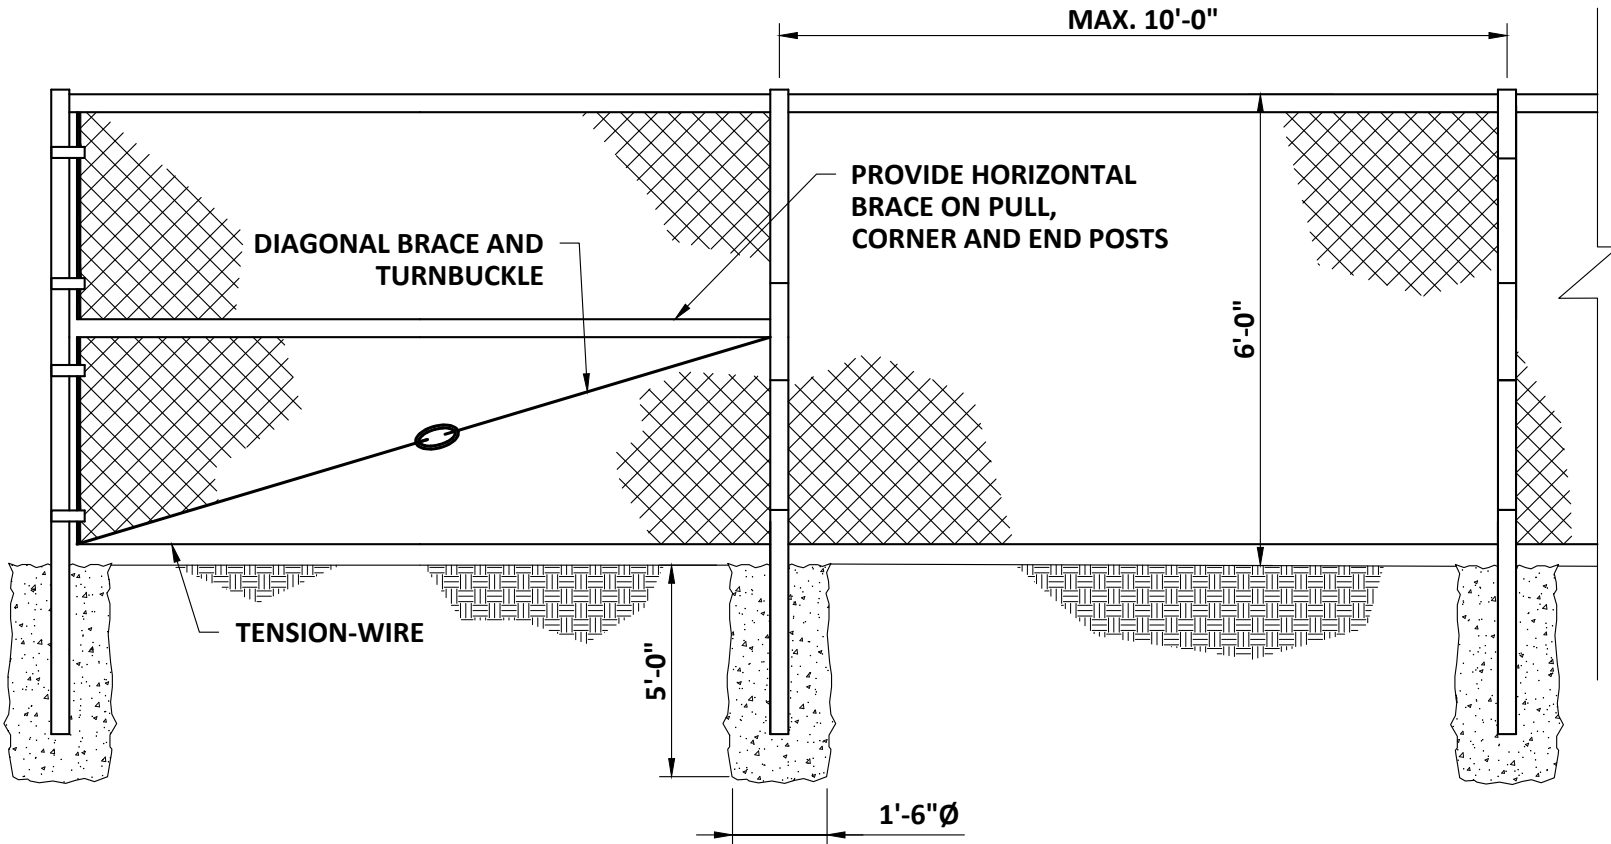 MAX. 10'-0"
PROVIDE HORIZONTAL
BRACE ON PULL,
CORNER AND END POSTS
DIAGONAL BRACE AND
TURNBUCKLE
6'-0"
TENSION-WIRE
5'-0"
1'-6"Ø